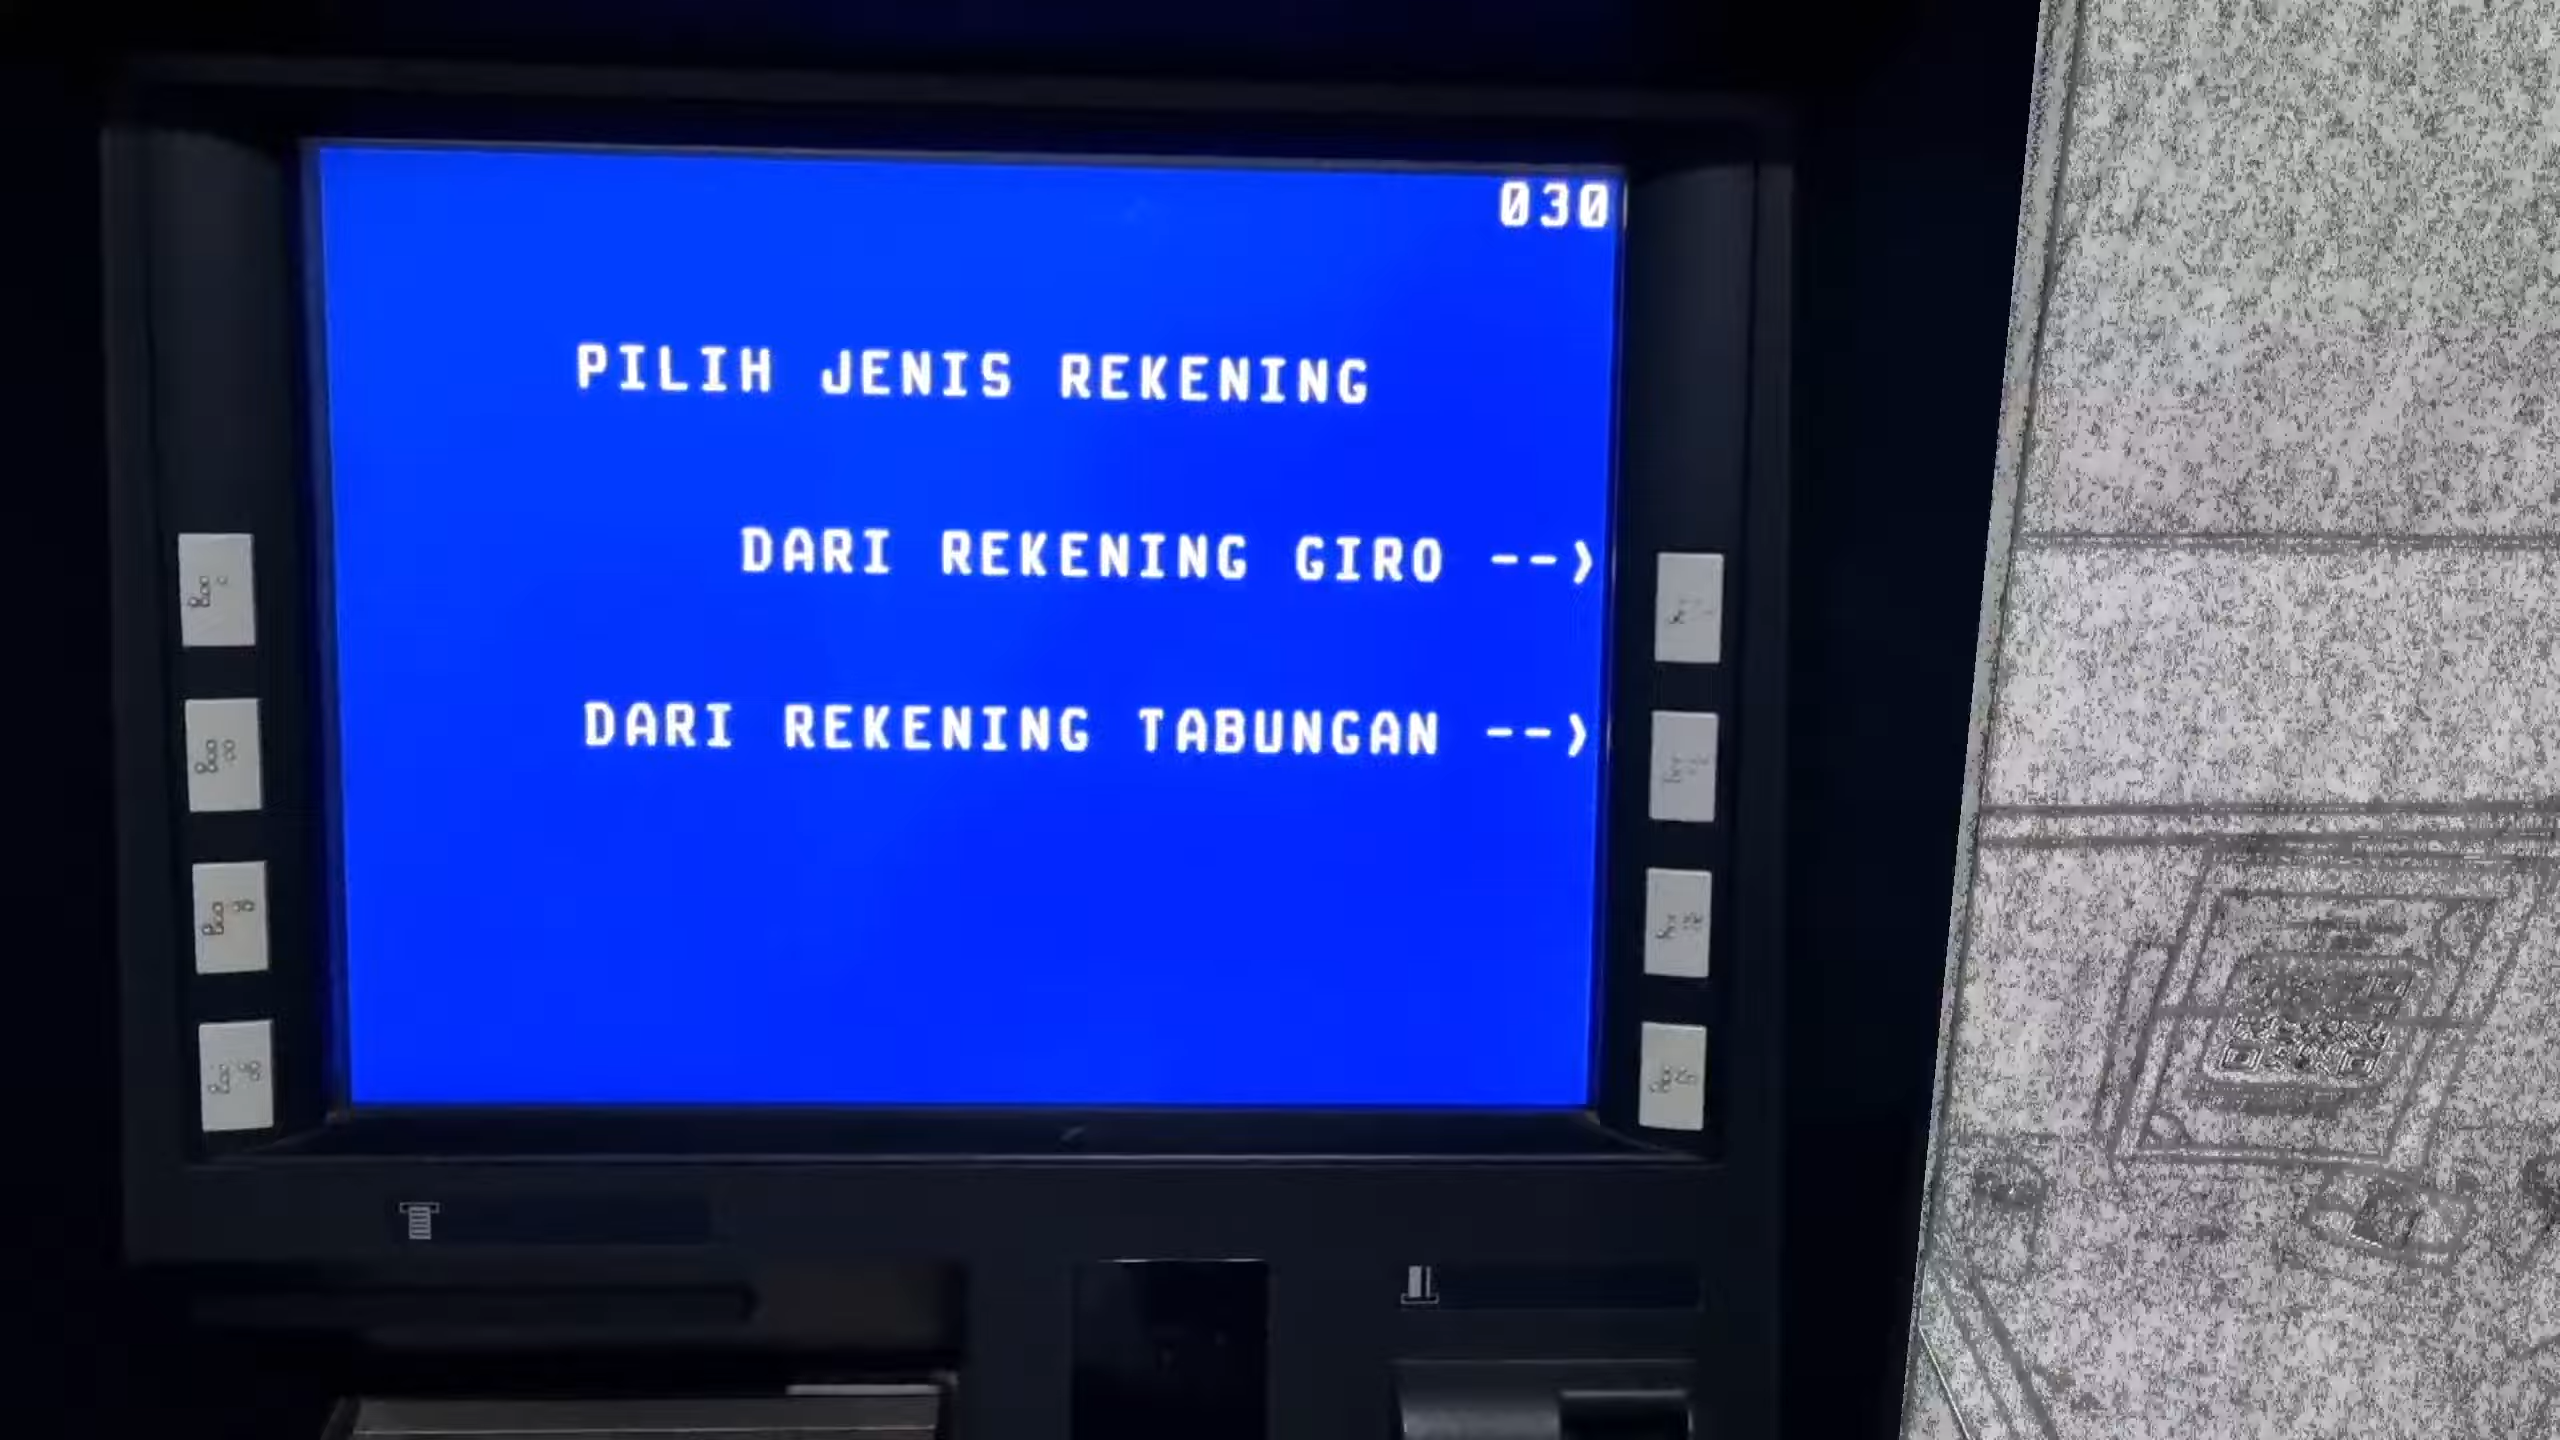 030
PILIH JENIS REKENING
DARI REKENING GIRO -->
DARI REKENING TABUNGAN -->